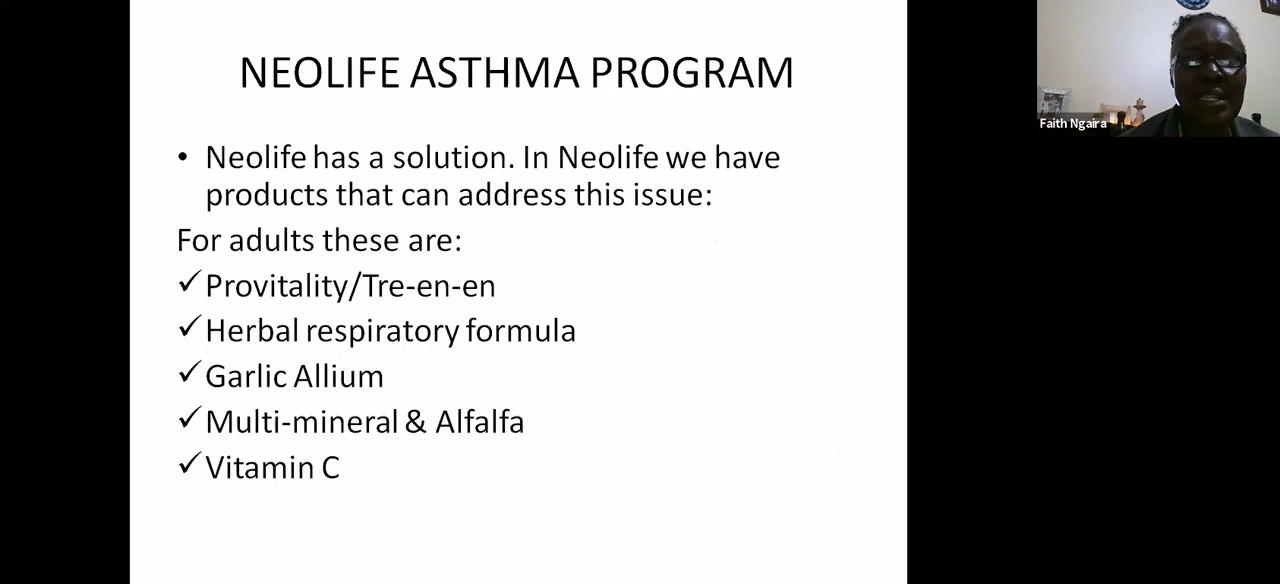 NEOLIFE ASTHMA PROGRAM
• Neolife has a solution. In Neolife we have
products that can address this issue:
For adults these are:
✓Provitality/Tre-en-en
✓Herbal respiratory formula
✓Garlic Allium
✓Multi-mineral & Alfalfa
✓Vitamin C
Faith Ngaira